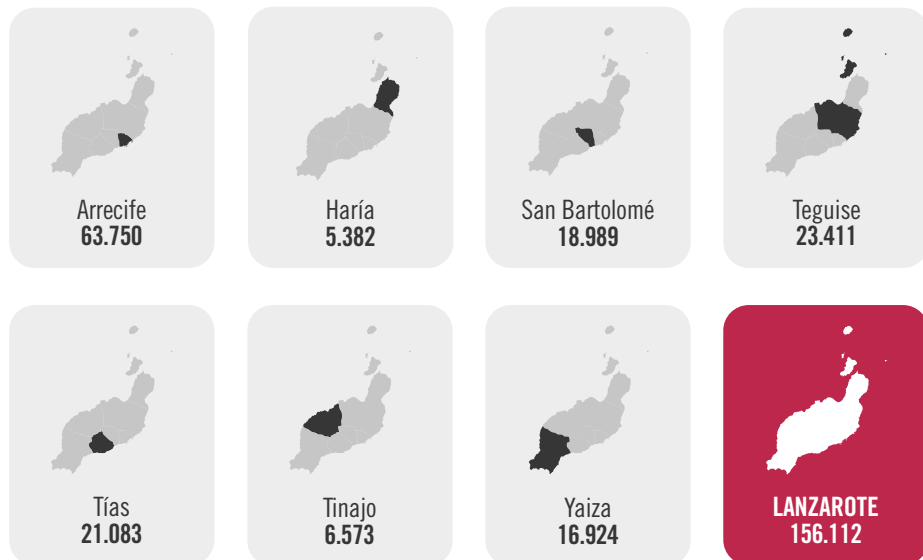 Arrecife
63.750
Haría
5.382
San Bartolomé
18.989
Teguise
23.411
Tías
21.083
Tinajo
6.573
Yaiza
16.924
LANZAROTE
156.112